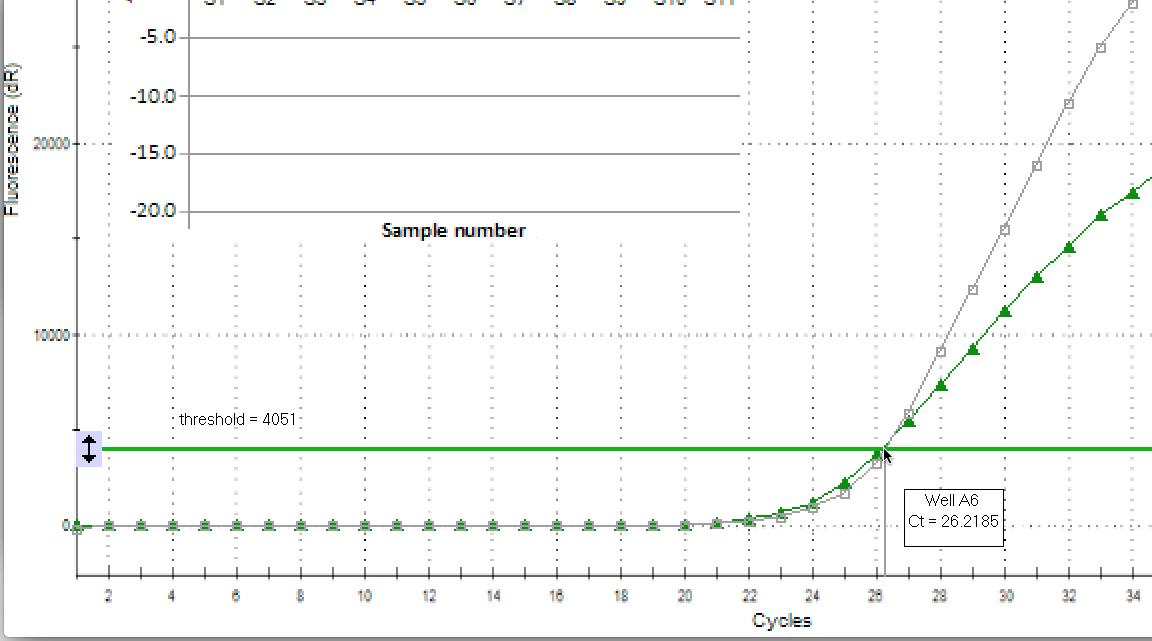 -5.0
-10.0
-15.0
-20.0
Sample number
Fluorescence (dR)
20000
10000
0
threshold = 4051
Well A6
Ct = 26.2185
2 4 6 8 10 12 14 16 18 20 22 24 26 28 30 32 34
Cycles